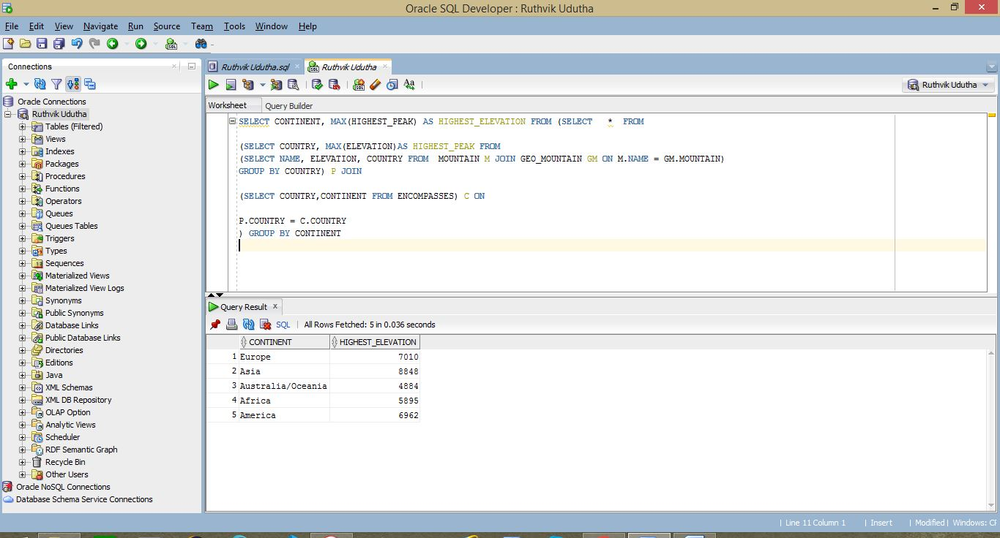 Oracle SQL Developer : Ruthvik Udutha
File Edit View Navigate Run Source Team Tools Window Help
Connections
Oracle Connections
Ruthvik Udutha
Tables (Filtered)
Views
Indexes
Packages
Procedures
Functions
Operators
Queues
Queues Tables
Triggers
Types
Sequences
Materialized Views
Materialized View Logs
Synonyms
Public Synonyms
Database Links
Public Database Links
Directories
Editions
Java
XML Schemas
XML DB Repository
OLAP Option
Analytic Views
Scheduler
RDF Semantic Graph
Recycle Bin
Other Users
Oracle NoSQL Connections
Database Schema Service Connections
Ruthvik Udutha.sql Ruthvik Udutha
Ruthvik Udutha
Worksheet Query Builder
SELECT CONTINENT, MAX(HIGHEST_PEAK) AS HIGHEST_ELEVATION FROM (SELECT * FROM
(SELECT COUNTRY, MAX(ELEVATION)AS HIGHEST_PEAK FROM
(SELECT NAME, ELEVATION, COUNTRY FROM MOUNTAIN M JOIN GEO_MOUNTAIN GM ON M.NAME = GM.MOUNTAIN)
GROUP BY COUNTRY) P JOIN
(SELECT COUNTRY,CONTINENT FROM ENCOMPASSES) C ON
P.COUNTRY = C.COUNTRY
) GROUP BY CONTINENT
Query Result
SQL | All Rows Fetched: 5 in 0.036 seconds
CONTINENT HIGHEST_ELEVATION
1 Europe 7010
2 Asia 8848
3 Australia/Oceania 4884
4 Africa 5895
5 America 6962
| Line 11 Column 1 | Insert | Modified | Windows: CF